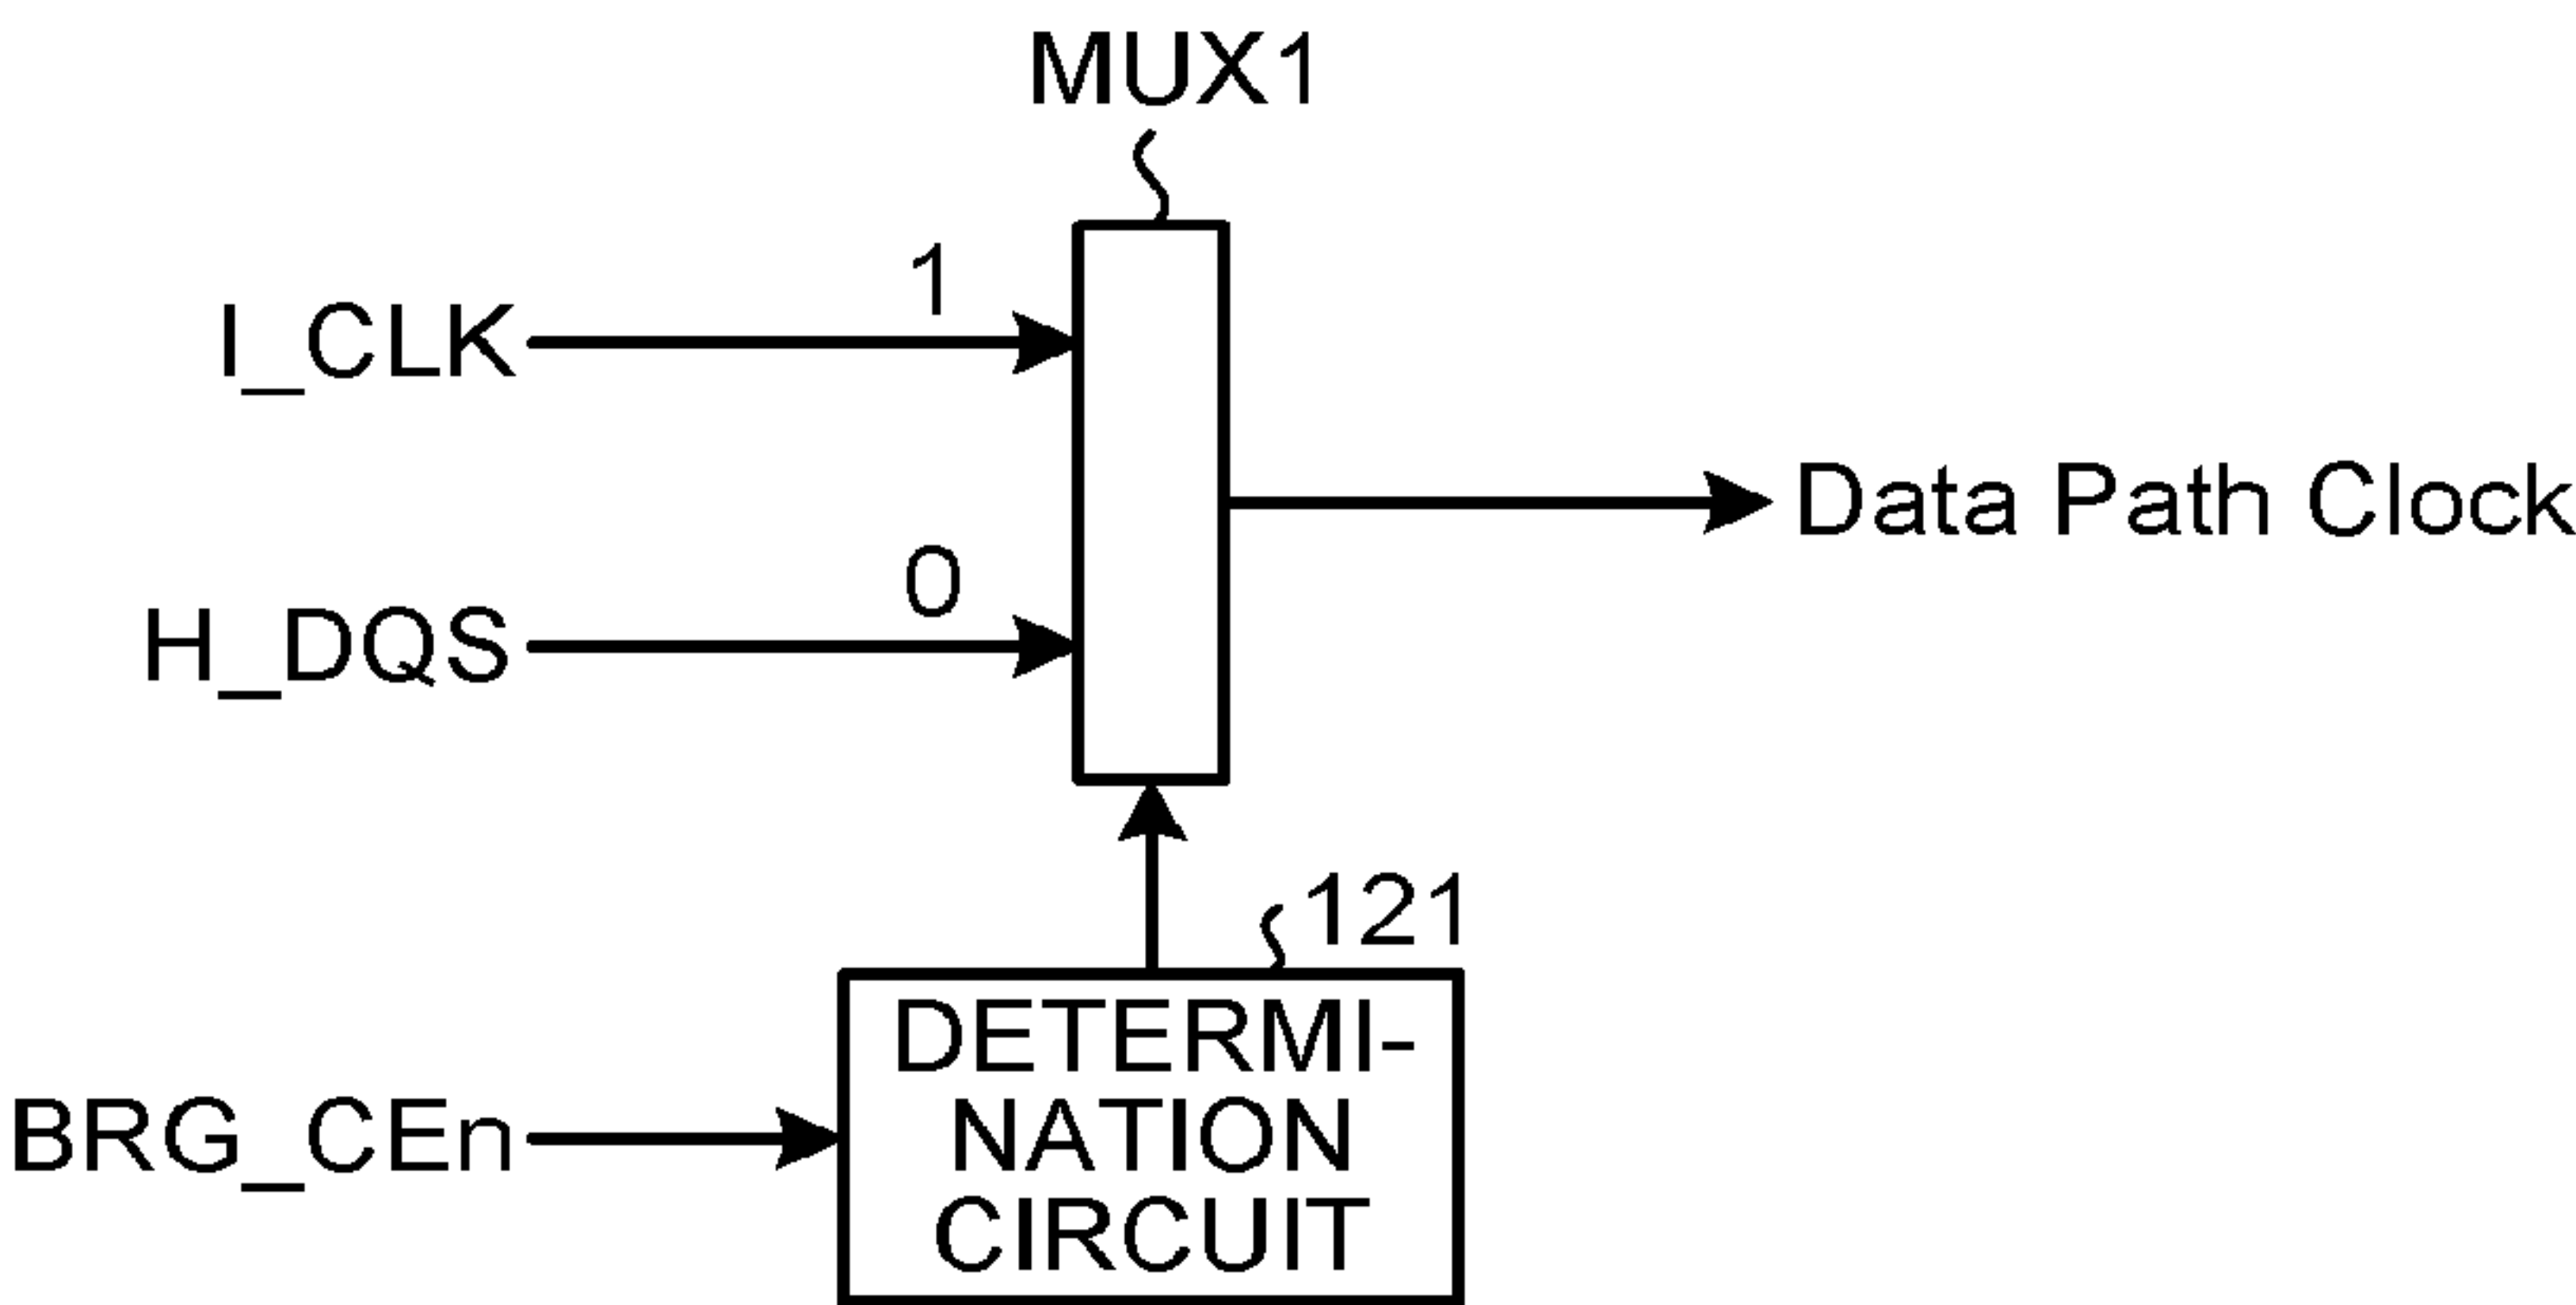 MUX1
1
I_CLK
Data Path Clock
0
H_DQS
121
DETERMI-
NATION
CIRCUIT
BRG_CEn